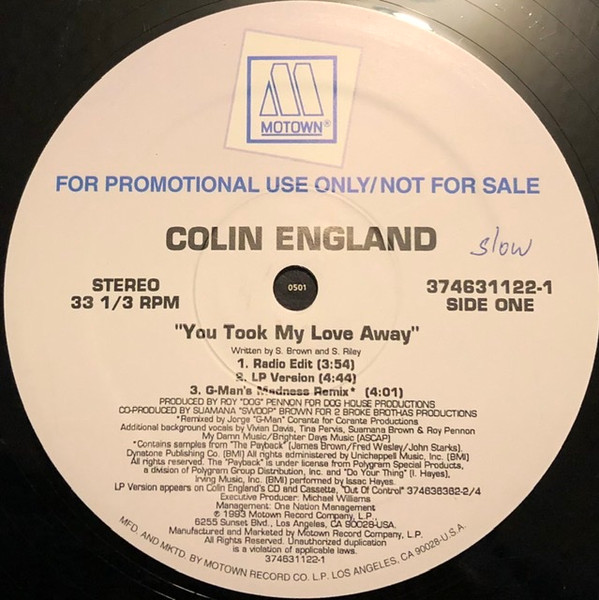 MOTOWN®
FOR PROMOTIONAL USE ONLY/NOT FOR SALE
COLIN ENGLAND
slow
STEREO
33 1/3 RPM
0501
374631122-1
SIDE ONE
"You Took My Love Away"
Written by S. Brown and S. Riley
1. Radio Edit (3:54)
2. LP Version (4:44)
3. G-Man's Madness Remix* (4:01)
PRODUCED BY ROY "DOG" PENNON FOR DOG HOUSE PRODUCTIONS
CO-PRODUCED BY SUAMANA "SWOOP" BROWN FOR 2 BROKE BROTHAS PRODUCTIONS
*Remixed by Jorge "G-Man" Corante for Corante Productions
Additional background vocals by Vivian Davis, Tina Pervis, Suamana Brown & Roy Pennon
My Damn Music/Brighter Days Music (ASCAP)
*Contains samples from "The Payback" (James Brown/Fred Wesley/John Starks),
Dynatone Publishing Co. (BMI) All rights administered by Unichappell Music, Inc. (BMI)
All rights reserved. The "Payback" is under license from Polygram Special Products,
a division of Polygram Group Distribution, Inc. and "Do Your Thing" (I. Hayes),
Irving Music, Inc. (BMI) performed by Isaac Hayes.
LP Version appears on Colin England's CD and Cassette, "Out Of Control" 374636362-2/4
Executive Producer: Michael Williams
Management: One Nation Management
℗ 1993 Motown Record Company, L.P.,
6255 Sunset Blvd., Los Angeles, CA 90028-USA.
Manufactured and Marketed by Motown Record Company, L.P.
All Rights Reserved. Unauthorized duplication
is a violation of applicable laws.
374631122-1
MFD. AND MKTD. BY MOTOWN RECORD CO. L.P. LOS ANGELES, CA 90028-U.S.A.